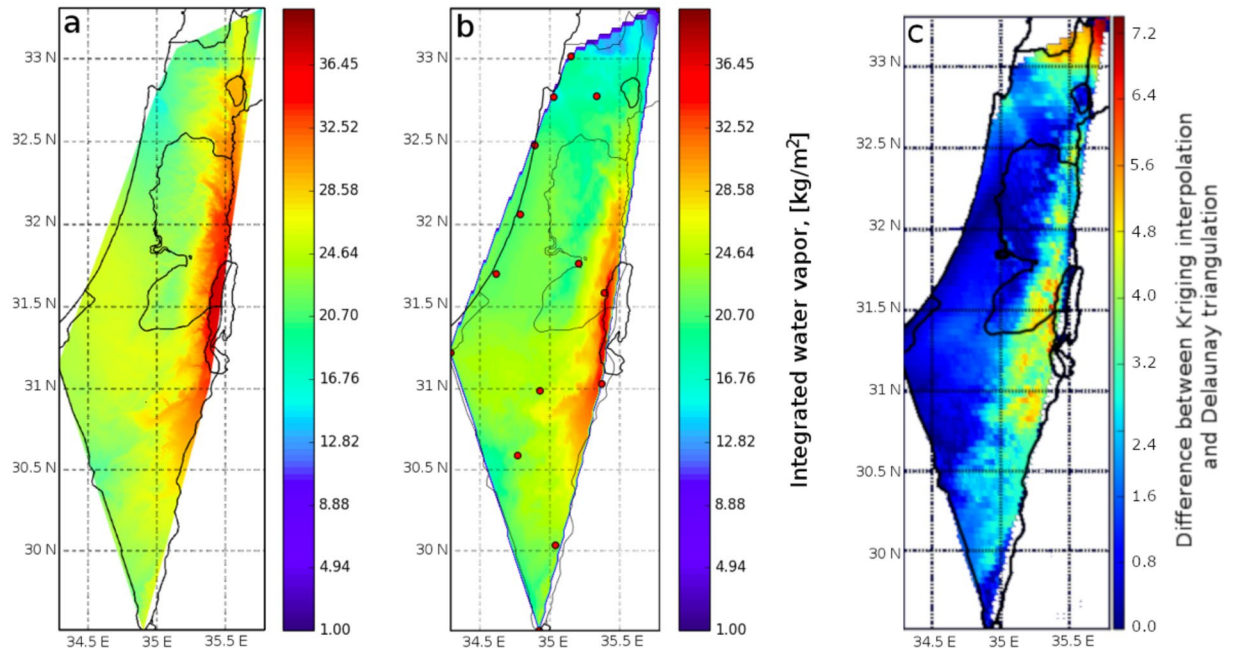 a
33 N
32.5 N
32 N
31.5 N
31 N
30.5 N
30 N
34.5 E 35 E 35.5 E
36.45
32.52
28.58
24.64
20.70
16.76
12.82
8.88
4.94
1.00
b
33 N
32.5 N
32 N
31.5 N
31 N
30.5 N
30 N
34.5 E 35 E 35.5 E
36.45
32.52
28.58
24.64
20.70
16.76
12.82
8.88
4.94
1.00
Integrated water vapor, [kg/m²]
c
33 N
32.5 N
32 N
31.5 N
31 N
30.5 N
30 N
34.5 E 35 E 35.5 E
7.2
6.4
5.6
4.8
4.0
3.2
2.4
1.6
0.8
0.0
Difference between Kriging interpolation
and Delaunay triangulation